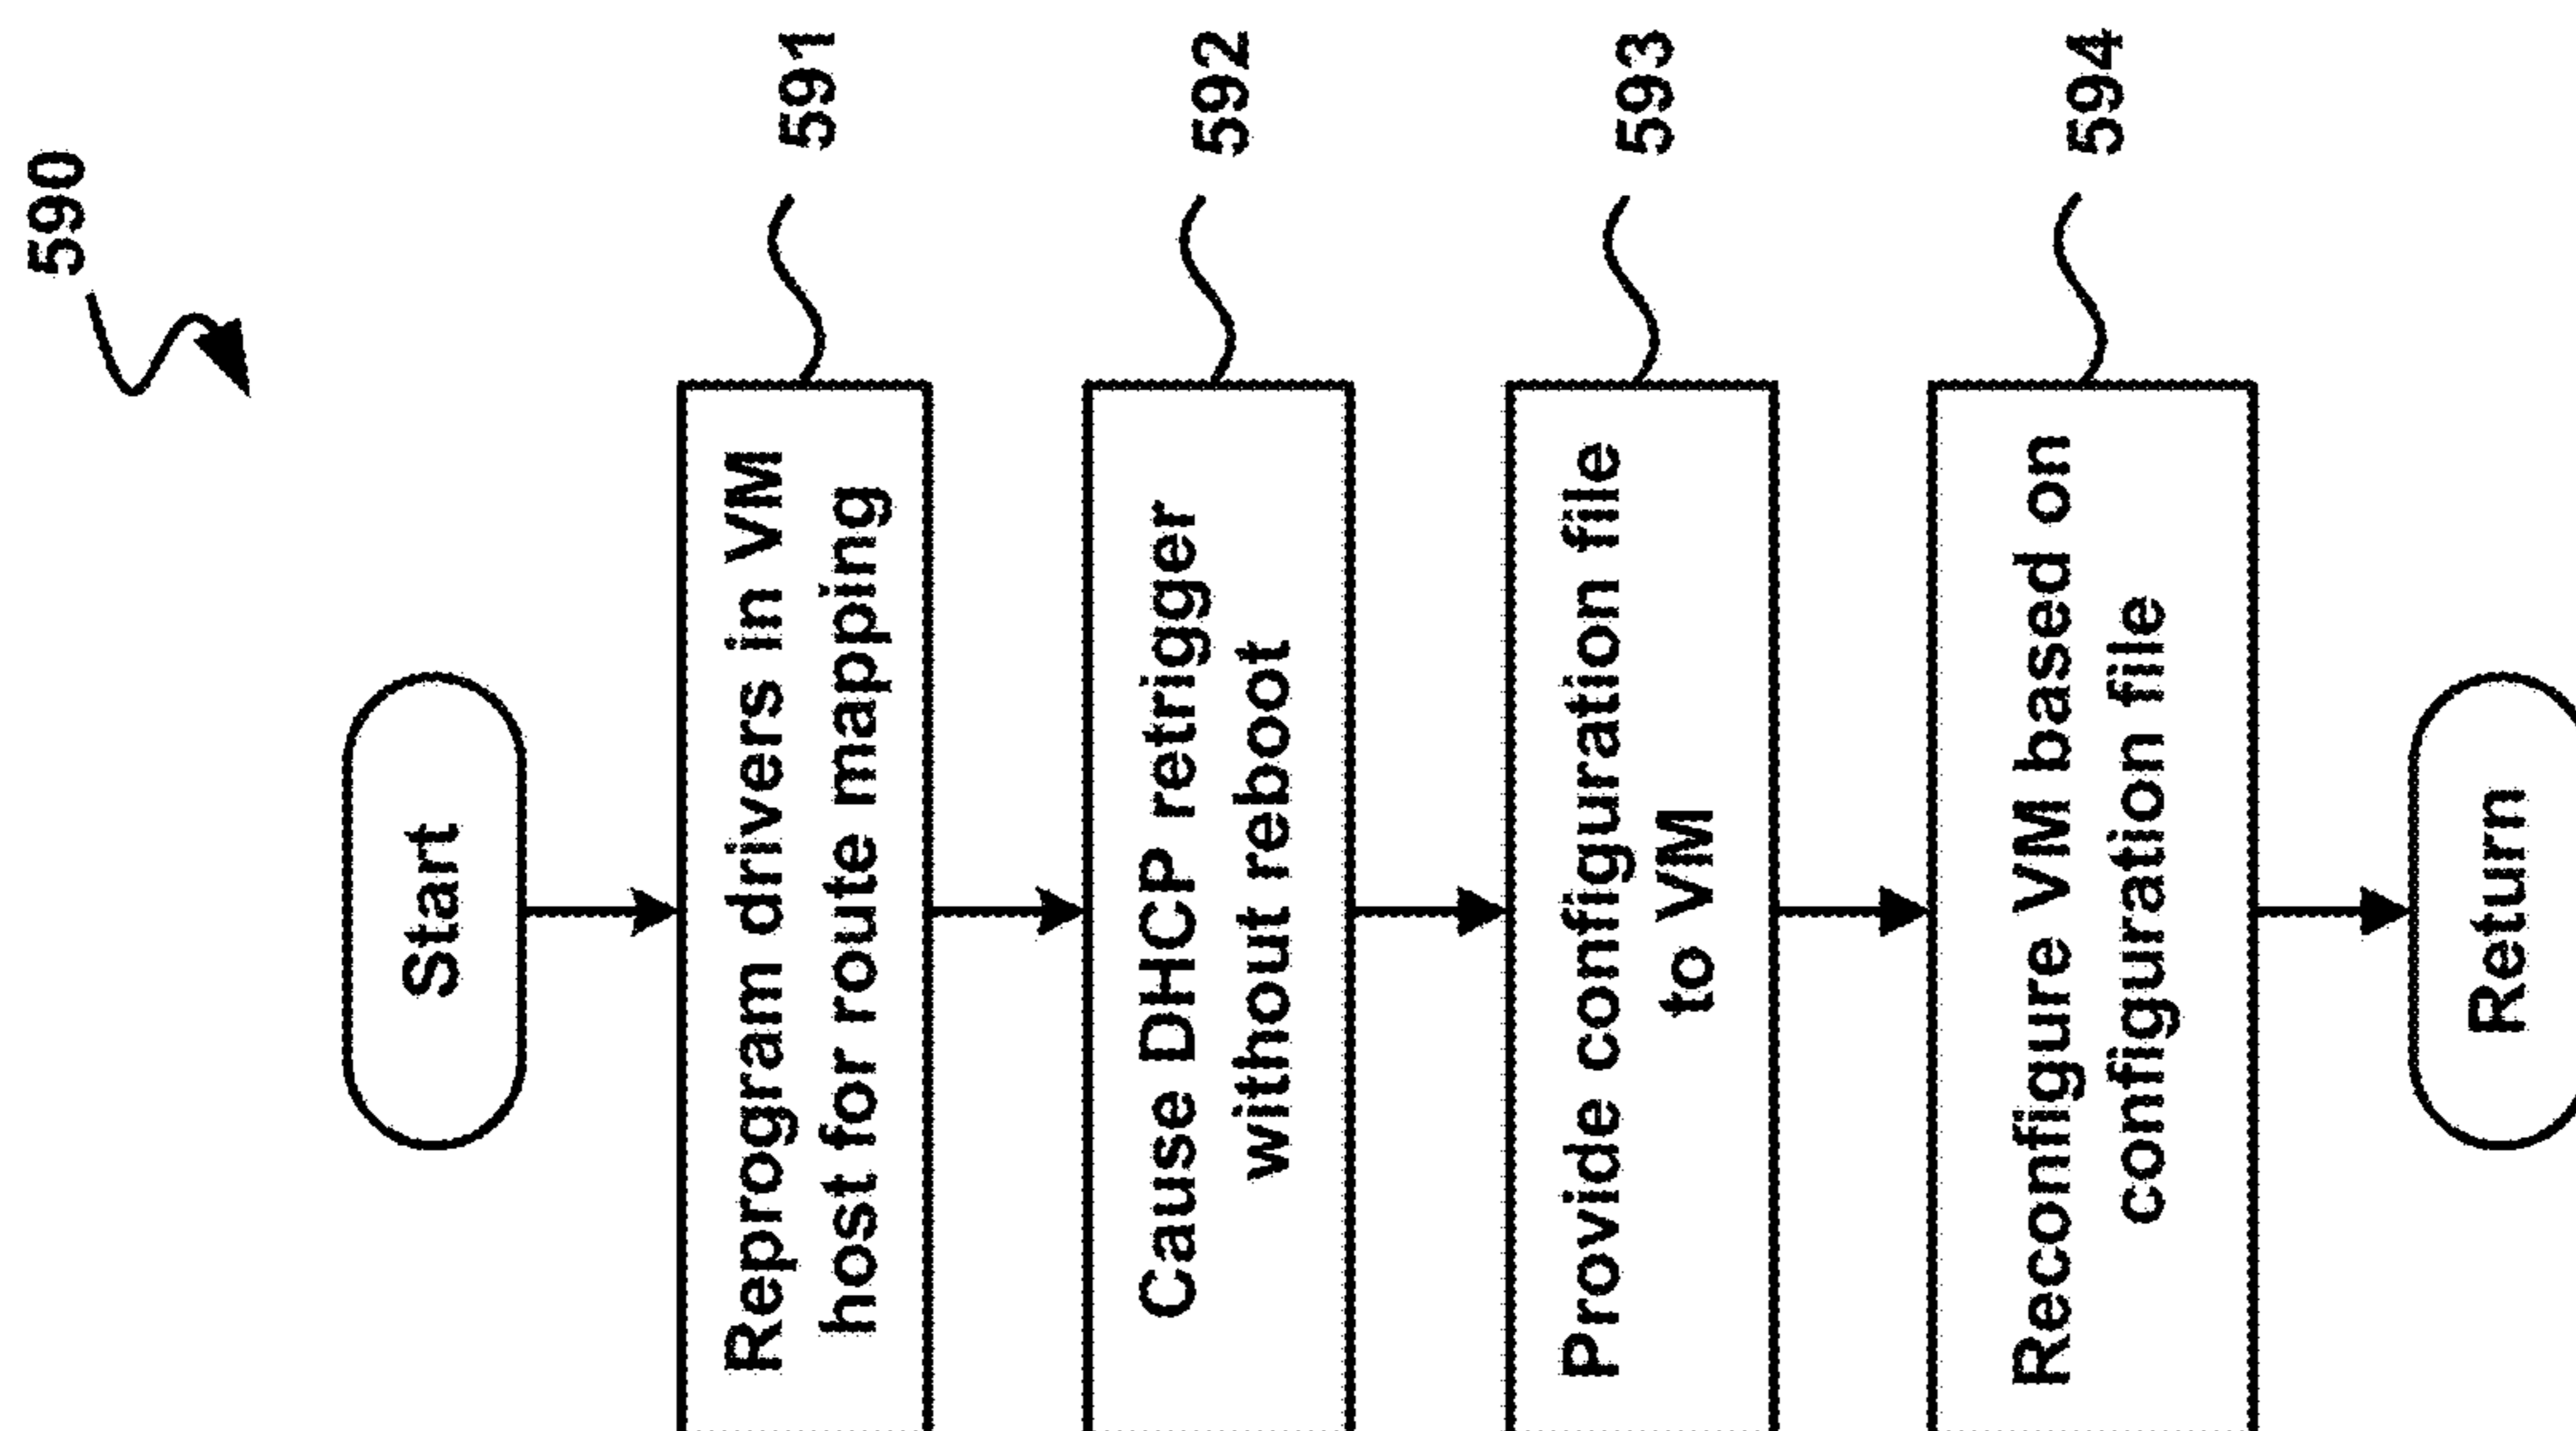 590
Start
Reprogram drivers in VM
host for route mapping
591
Cause DHCP retrigger
without reboot
592
Provide configuration file
to VM
593
Reconfigure VM based on
configuration file
594
Return